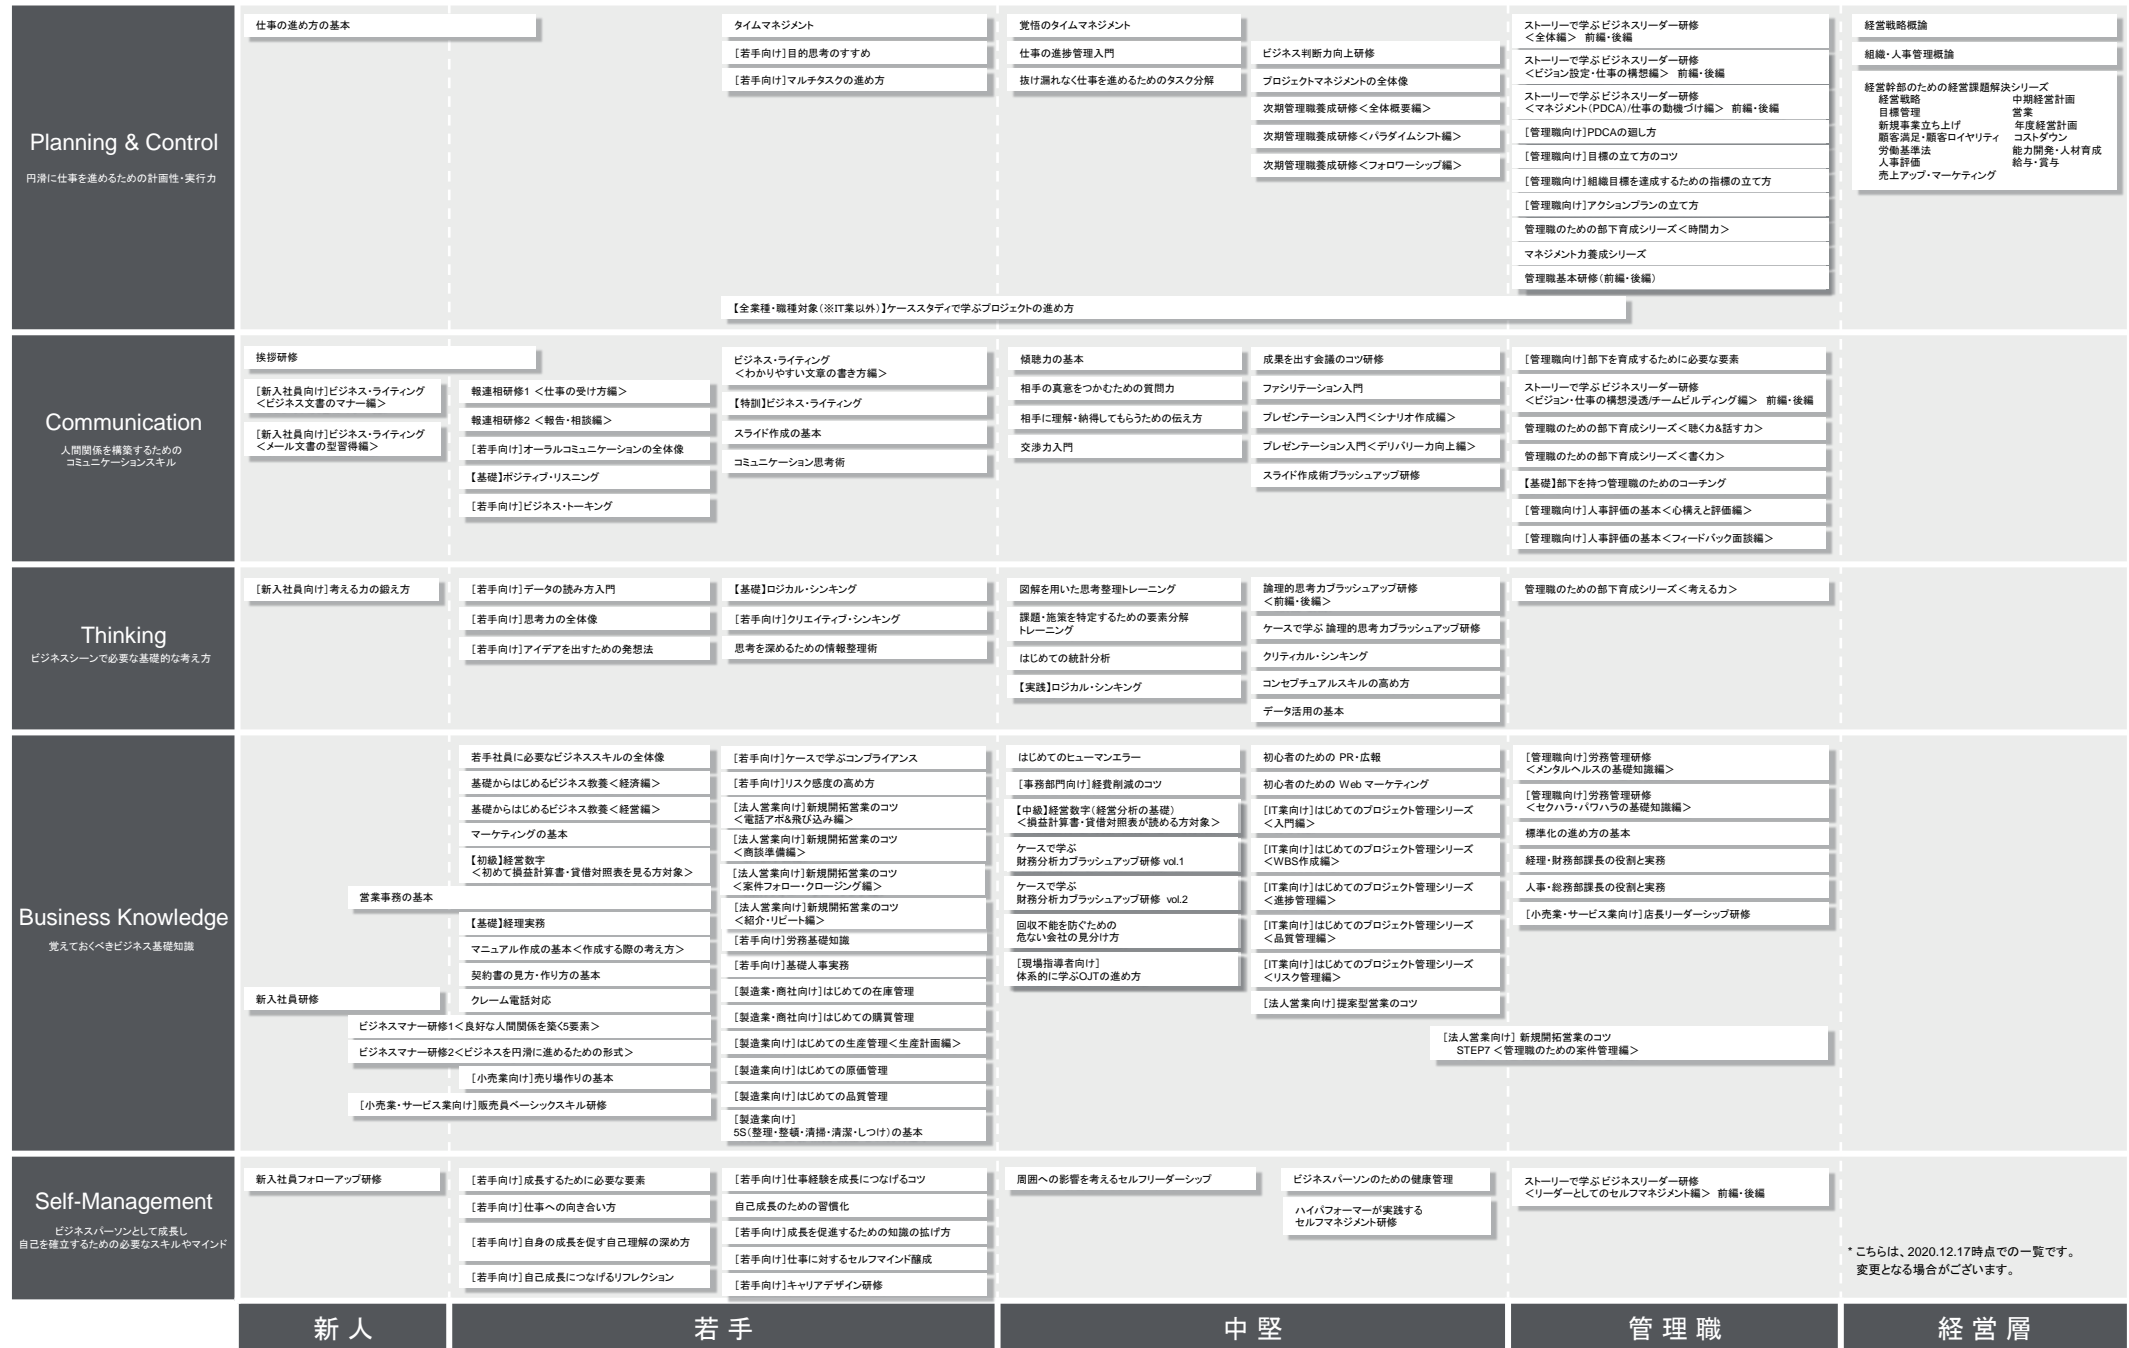 Planning & Control
円滑に仕事を進めるための計画性・実行力
仕事の進め方の基本
タイムマネジメント
[若手向け]目的思考のすすめ
[若手向け]マルチタスクの進め方
覚悟のタイムマネジメント
仕事の進捗管理入門
抜け漏れなく仕事を進めるためのタスク分解
ビジネス判断力向上研修
プロジェクトマネジメントの全体像
次期管理職養成研修＜全体概要編＞
次期管理職養成研修＜パラダイムシフト編＞
次期管理職養成研修＜フォロワーシップ編＞
ストーリーで学ぶ ビジネスリーダー研修
＜全体編＞ 前編・後編
ストーリーで学ぶ ビジネスリーダー研修
＜ビジョン設定・仕事の構想編＞ 前編・後編
ストーリーで学ぶ ビジネスリーダー研修
＜マネジメント(PDCA)/仕事の動機づけ編＞ 前編・後編
[管理職向け]PDCAの廻し方
[管理職向け]目標の立て方のコツ
[管理職向け]組織目標を達成するための指標の立て方
[管理職向け]アクションプランの立て方
管理職のための部下育成シリーズ＜時間力＞
マネジメント力養成シリーズ
管理職基本研修(前編・後編)
経営戦略概論
組織・人事管理概論
経営幹部のための経営課題解決シリーズ
経営戦略 中期経営計画
目標管理 営業
新規事業立ち上げ 年度経営計画
顧客満足・顧客ロイヤリティ コストダウン
労働基準法 能力開発・人材育成
人事評価 給与・賞与
売上アップ・マーケティング
【全業種・職種対象(※IT業以外)】ケーススタディで学ぶプロジェクトの進め方
Communication
人間関係を構築するための
コミュニケーションスキル
挨拶研修
[新入社員向け]ビジネス・ライティング
＜ビジネス文書のマナー編＞
[新入社員向け]ビジネス・ライティング
＜メール文書の型習得編＞
報連相研修1 ＜仕事の受け方編＞
報連相研修2 ＜報告・相談編＞
[若手向け]オーラルコミュニケーションの全体像
【基礎】ポジティブ・リスニング
[若手向け]ビジネス・トーキング
ビジネス・ライティング
＜わかりやすい文章の書き方編＞
【特訓】ビジネス・ライティング
スライド作成の基本
コミュニケーション思考術
傾聴力の基本
相手の真意をつかむための質問力
相手に理解・納得してもらうための伝え方
交渉力入門
成果を出す会議のコツ研修
ファシリテーション入門
プレゼンテーション入門＜シナリオ作成編＞
プレゼンテーション入門＜デリバリー力向上編＞
スライド作成術ブラッシュアップ研修
[管理職向け]部下を育成するために必要な要素
ストーリーで学ぶ ビジネスリーダー研修
＜ビジョン・仕事の構想浸透/チームビルディング編＞ 前編・後編
管理職のための部下育成シリーズ＜聴く力&話す力＞
管理職のための部下育成シリーズ＜書く力＞
【基礎】部下を持つ管理職のためのコーチング
[管理職向け]人事評価の基本＜心構えと評価編＞
[管理職向け]人事評価の基本＜フィードバック面談編＞
Thinking
ビジネスシーンで必要な基礎的な考え方
[新入社員向け]考える力の鍛え方
[若手向け]データの読み方入門
[若手向け]思考力の全体像
[若手向け]アイデアを出すための発想法
【基礎】ロジカル・シンキング
[若手向け]クリエイティブ・シンキング
思考を深めるための情報整理術
図解を用いた思考整理トレーニング
課題・施策を特定するための要素分解
トレーニング
はじめての統計分析
【実践】ロジカル・シンキング
論理的思考力ブラッシュアップ研修
＜前編・後編＞
ケースで学ぶ 論理的思考力ブラッシュアップ研修
クリティカル・シンキング
コンセプチュアルスキルの高め方
データ活用の基本
管理職のための部下育成シリーズ＜考える力＞
Business Knowledge
覚えておくべきビジネス基礎知識
新入社員研修
若手社員に必要なビジネススキルの全体像
基礎からはじめるビジネス教養＜経済編＞
基礎からはじめるビジネス教養＜経営編＞
マーケティングの基本
【初級】経営数字
＜初めて損益計算書・貸借対照表を見る方対象＞
営業事務の基本
【基礎】経理実務
マニュアル作成の基本＜作成する際の考え方＞
契約書の見方・作り方の基本
クレーム電話対応
ビジネスマナー研修1＜良好な人間関係を築く5要素＞
ビジネスマナー研修2＜ビジネスを円滑に進めるための形式＞
[小売業向け]売り場作りの基本
[小売業・サービス業向け]販売員ベーシックスキル研修
[若手向け]ケースで学ぶコンプライアンス
[若手向け]リスク感度の高め方
[法人営業向け]新規開拓営業のコツ
＜電話アポ&飛び込み編＞
[法人営業向け]新規開拓営業のコツ
＜商談準備編＞
[法人営業向け]新規開拓営業のコツ
＜案件フォロー・クロージング編＞
[法人営業向け]新規開拓営業のコツ
＜紹介・リピート編＞
[若手向け]労務基礎知識
[若手向け]基礎人事実務
[製造業・商社向け]はじめての在庫管理
[製造業・商社向け]はじめての購買管理
[製造業向け]はじめての生産管理＜生産計画編＞
[製造業向け]はじめての原価管理
[製造業向け]はじめての品質管理
[製造業向け]
5S(整理・整頓・清掃・清潔・しつけ)の基本
はじめてのヒューマンエラー
[事務部門向け]経費削減のコツ
【中級】経営数字(経営分析の基礎)
＜損益計算書・貸借対照表が読める方対象＞
ケースで学ぶ
財務分析力ブラッシュアップ研修 vol.1
ケースで学ぶ
財務分析力ブラッシュアップ研修 vol.2
回収不能を防ぐための
危ない会社の見分け方
[現場指導者向け]
体系的に学ぶOJTの進め方
初心者のための PR・広報
初心者のための Web マーケティング
[IT業向け]はじめてのプロジェクト管理シリーズ
＜入門編＞
[IT業向け]はじめてのプロジェクト管理シリーズ
＜WBS作成編＞
[IT業向け]はじめてのプロジェクト管理シリーズ
＜進捗管理編＞
[IT業向け]はじめてのプロジェクト管理シリーズ
＜品質管理編＞
[IT業向け]はじめてのプロジェクト管理シリーズ
＜リスク管理編＞
[法人営業向け]提案型営業のコツ
[管理職向け]労務管理研修
＜メンタルヘルスの基礎知識編＞
[管理職向け]労務管理研修
＜セクハラ・パワハラの基礎知識編＞
標準化の進め方の基本
経理・財務部課長の役割と実務
人事・総務部課長の役割と実務
[小売業・サービス業向け]店長リーダーシップ研修
[法人営業向け] 新規開拓営業のコツ
STEP7 ＜管理職のための案件管理編＞
Self-Management
ビジネスパーソンとして成長し
自己を確立するための必要なスキルやマインド
新入社員フォローアップ研修
[若手向け]成長するために必要な要素
[若手向け]仕事への向き合い方
[若手向け]自身の成長を促す自己理解の深め方
[若手向け]自己成長につなげるリフレクション
[若手向け]仕事経験を成長につなげるコツ
自己成長のための習慣化
[若手向け]成長を促進するための知識の拡げ方
[若手向け]仕事に対するセルフマインド醸成
[若手向け]キャリアデザイン研修
周囲への影響を考えるセルフリーダーシップ
ビジネスパーソンのための健康管理
ハイパフォーマーが実践する
セルフマネジメント研修
ストーリーで学ぶ ビジネスリーダー研修
＜リーダーとしてのセルフマネジメント編＞ 前編・後編
* こちらは、2020.12.17時点での一覧です。
変更となる場合がございます。
新人
若手
中堅
管理職
経営層